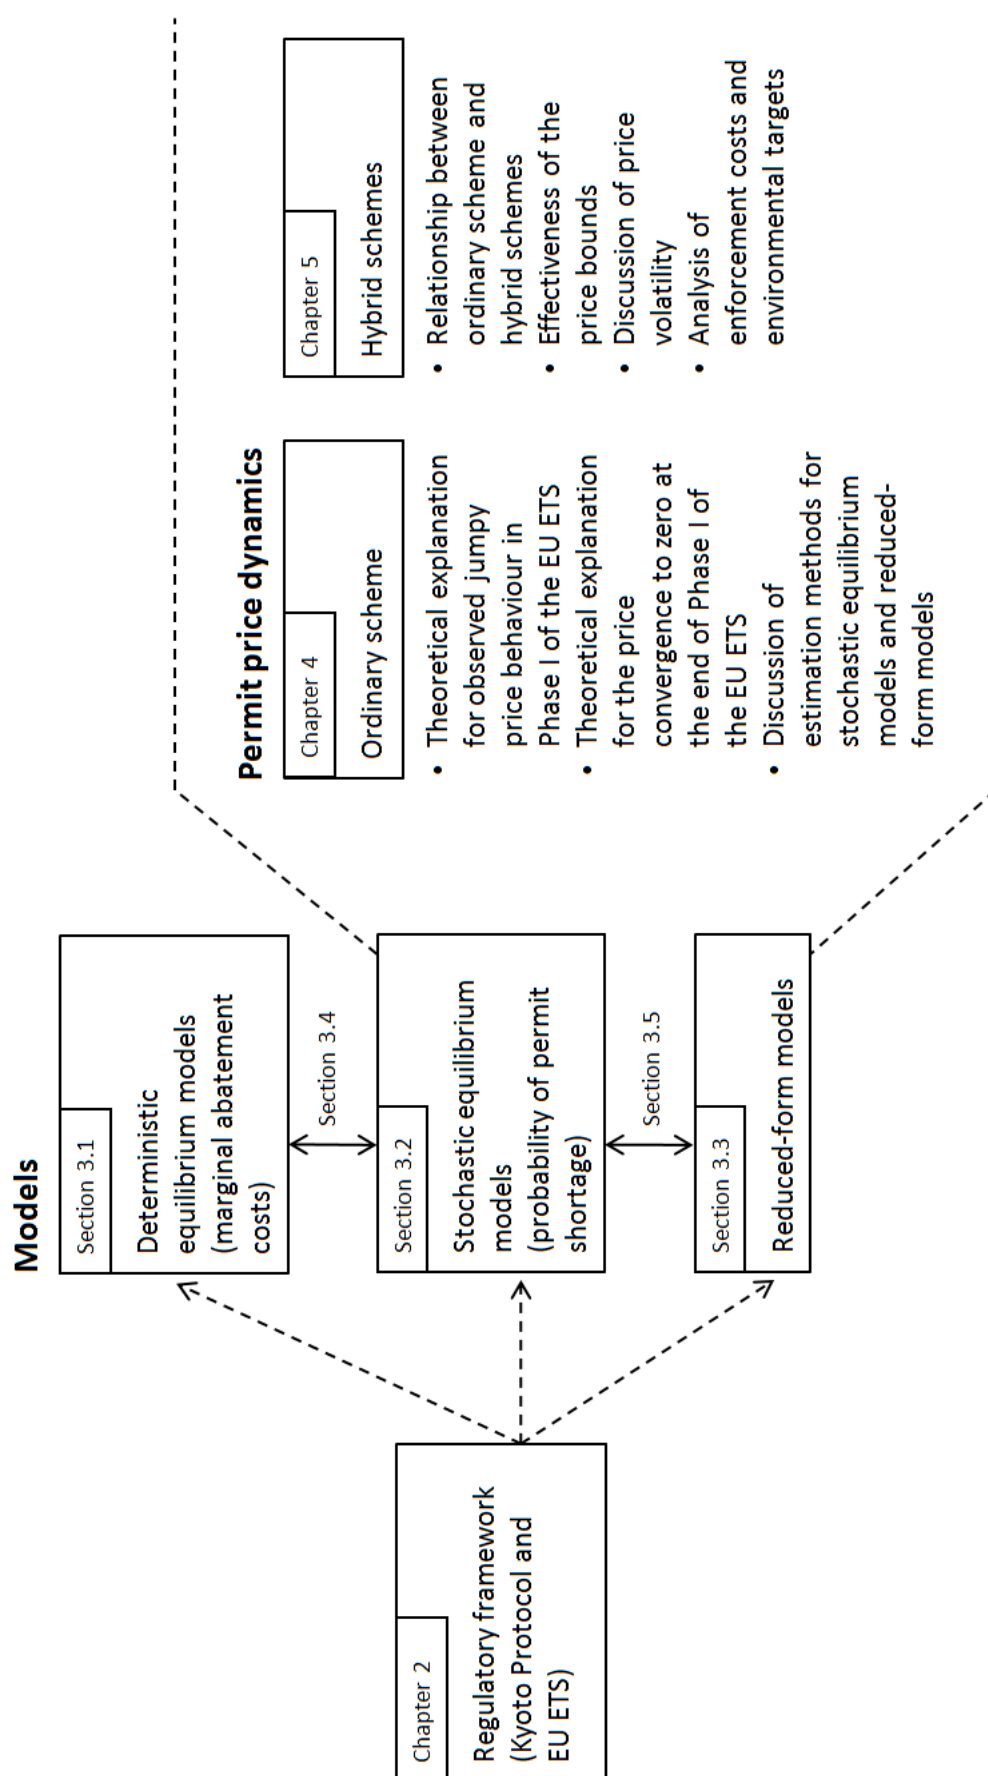 Chapter 2
Regulatory framework
(Kyoto Protocol and
EU ETS)
Models
Section 3.1
Deterministic
equilibrium models
(marginal abatement
costs)
Section 3.4
Section 3.2
Stochastic equilibrium
models
(probability of permit
shortage)
Section 3.5
Section 3.3
Reduced-form models
Permit price dynamics
Chapter 4
Ordinary scheme
• Theoretical explanation
for observed jumpy
price behaviour in
Phase I of the EU ETS
• Theoretical explanation
for the price
convergence to zero at
the end of Phase I of
the EU ETS
• Discussion of
estimation methods for
stochastic equilibrium
models and reduced-
form models
Chapter 5
Hybrid schemes
• Relationship between
ordinary scheme and
hybrid schemes
• Effectiveness of the
price bounds
• Discussion of price
volatility
• Analysis of
enforcement costs and
environmental targets